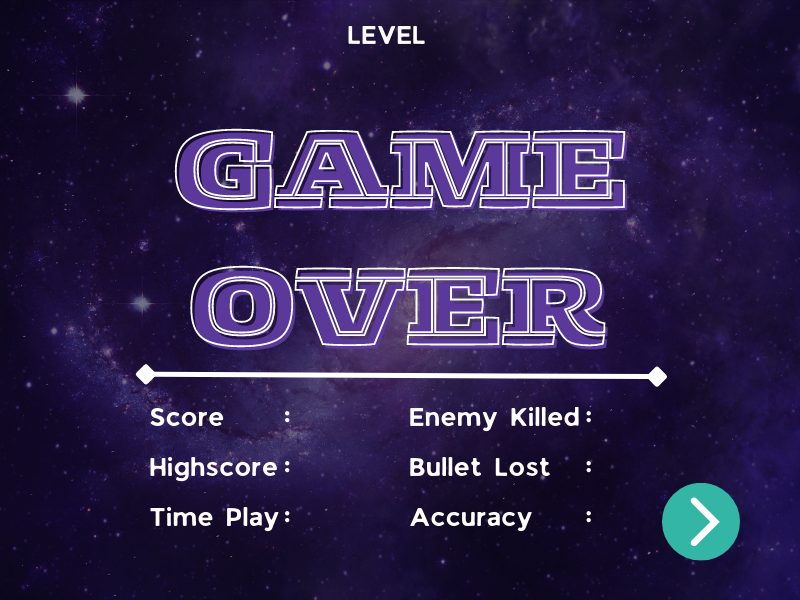 LEVEL
GAME
OVER
Score : Enemy Killed :
Highscore : Bullet Lost :
Time Play : Accuracy :